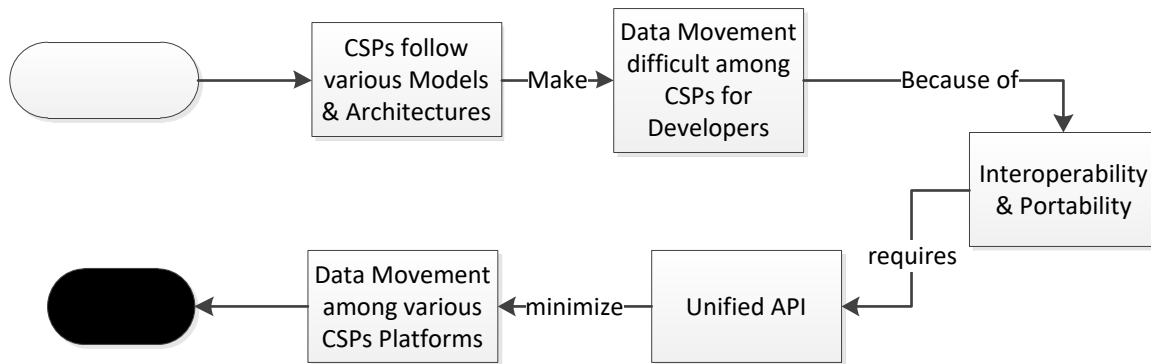 CSPs follow
various Models
& Architectures
Make
Data Movement
difficult among
CSPs for
Developers
Because of
Interoperability
& Portability
requires
Unified API
minimize
Data Movement
among various
CSPs Platforms